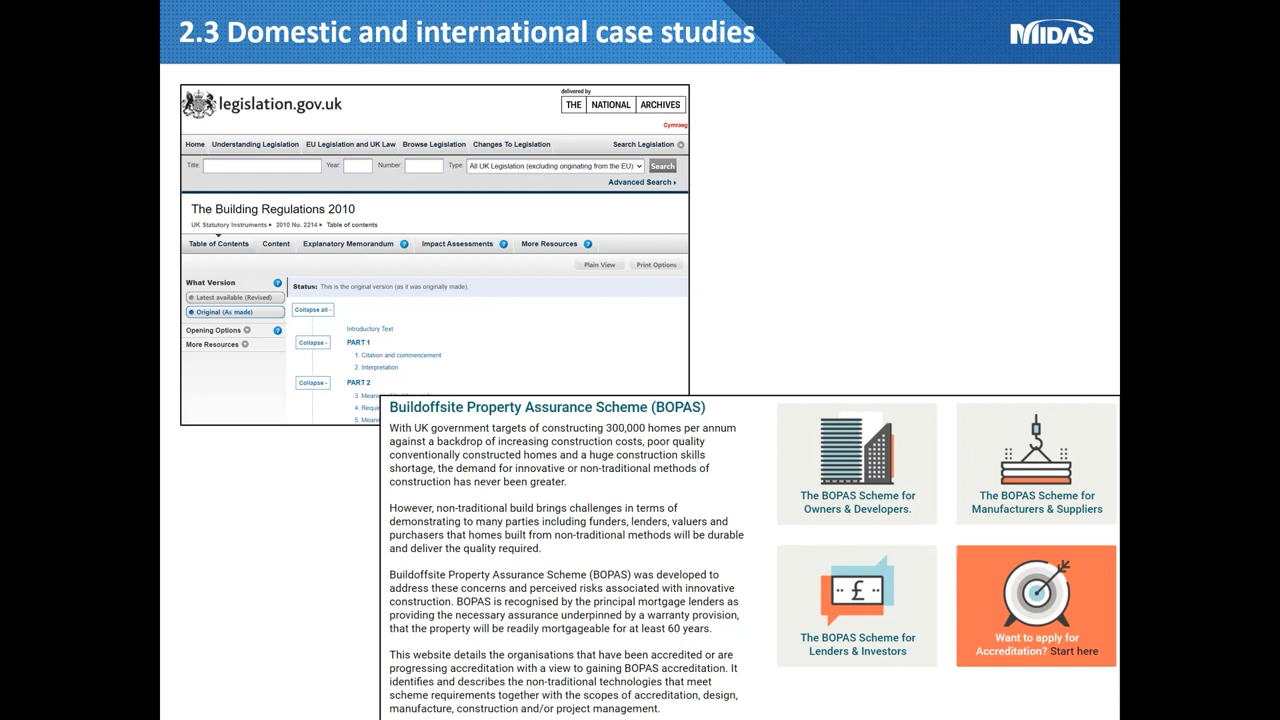 2.3 Domestic and international case studies
MIDAS
legislation.gov.uk
delivered by
THE NATIONAL ARCHIVES
Cymraeg
Home Understanding Legislation EU Legislation and UK Law Browse Legislation Changes To Legislation Search Legislation
Title: Year: Number: Type: All UK Legislation (excluding originating from the EU) Search
Advanced Search
The Building Regulations 2010
UK Statutory Instruments 2010 No. 2214 Table of contents
Table of Contents Content Explanatory Memorandum ? Impact Assessments ? More Resources ?
Plain View Print Options
What Version ?
Latest available (Revised)
Original (As made)
Opening Options ?
More Resources
Status: This is the original version (as it was originally made).
Collapse all -
Introductory Text
Collapse - PART 1
1. Citation and commencement
2. Interpretation
Collapse - PART 2
3.
4.
5.
Buildoffsite Property Assurance Scheme (BOPAS)
With UK government targets of constructing 300,000 homes per annum
against a backdrop of increasing construction costs, poor quality
conventionally constructed homes and a huge construction skills
shortage, the demand for innovative or non-traditional methods of
construction has never been greater.
However, non-traditional build brings challenges in terms of
demonstrating to many parties including funders, lenders, valuers and
purchasers that homes built from non-traditional methods will be durable
and deliver the quality required.
Buildoffsite Property Assurance Scheme (BOPAS) was developed to
address these concerns and perceived risks associated with innovative
construction. BOPAS is recognised by the principal mortgage lenders as
providing the necessary assurance underpinned by a warranty provision,
that the property will be readily mortgageable for at least 60 years.
This website details the organisations that have been accredited or are
progressing accreditation with a view to gaining BOPAS accreditation. It
identifies and describes the non-traditional technologies that meet
scheme requirements together with the scopes of accreditation, design,
manufacture, construction and/or project management.
The BOPAS Scheme for
Owners & Developers.
The BOPAS Scheme for
Manufacturers & Suppliers
£
The BOPAS Scheme for
Lenders & Investors
Want to apply for
Accreditation? Start here